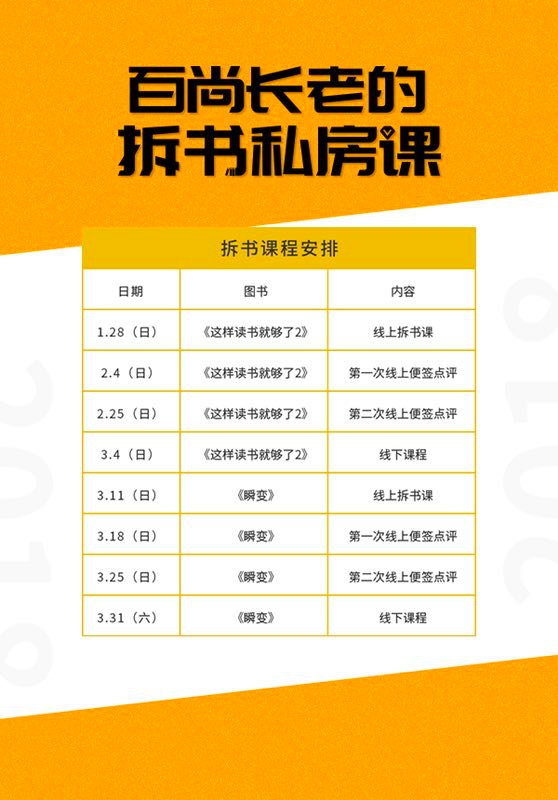 百尚长老的
拆书私房课
拆书课程安排
日期 图书 内容
1.28（日） 《这样读书就够了2》 线上拆书课
2.4（日） 《这样读书就够了2》 第一次线上便签点评
2.25（日） 《这样读书就够了2》 第二次线上便签点评
3.4（日） 《这样读书就够了2》 线下课程
3.11（日） 《瞬变》 线上拆书课
3.18（日） 《瞬变》 第一次线上便签点评
3.25（日） 《瞬变》 第二次线上便签点评
3.31（六） 《瞬变》 线下课程
2018
2018